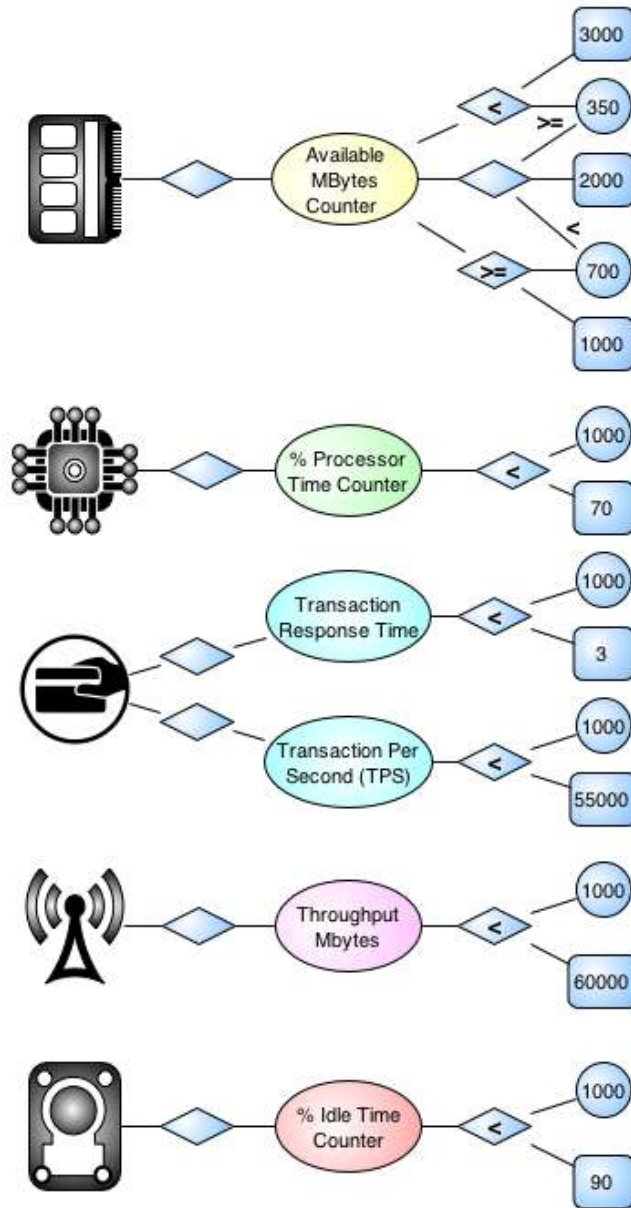 3000
<
350
>=
Available
MBytes
Counter
2000
<
>=
700
1000
% Processor
Time Counter
<
1000
70
Transaction
Response Time
<
1000
3
Transaction Per
Second (TPS)
<
1000
55000
Throughput
Mbytes
<
1000
60000
% Idle Time
Counter
<
1000
90